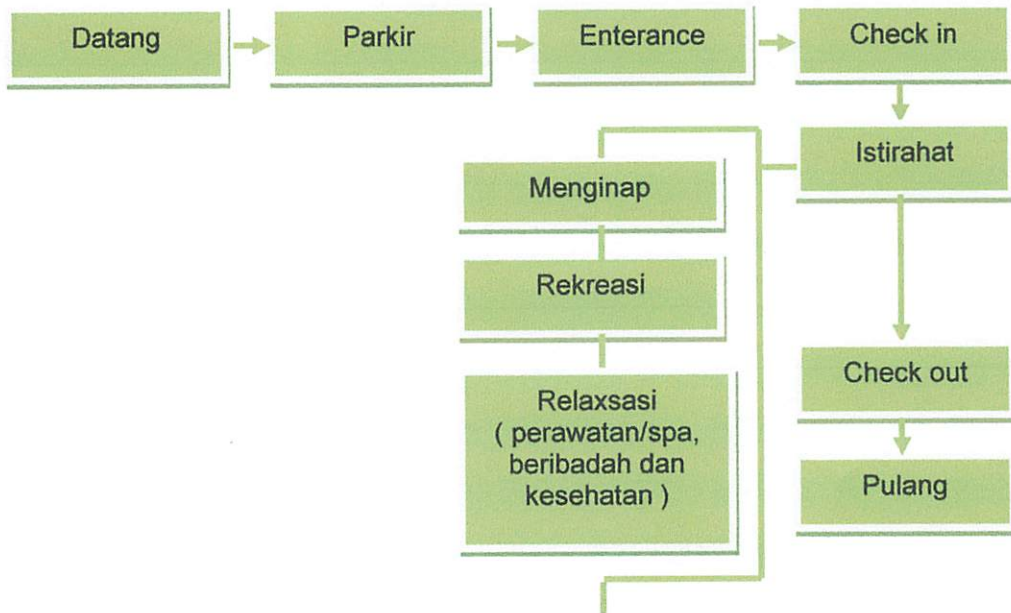 Datang
Parkir
Enterance
Check in
Istirahat
Menginap
Rekreasi
Relaxsasi
( perawatan/spa,
beribadah dan
kesehatan )
Check out
Pulang